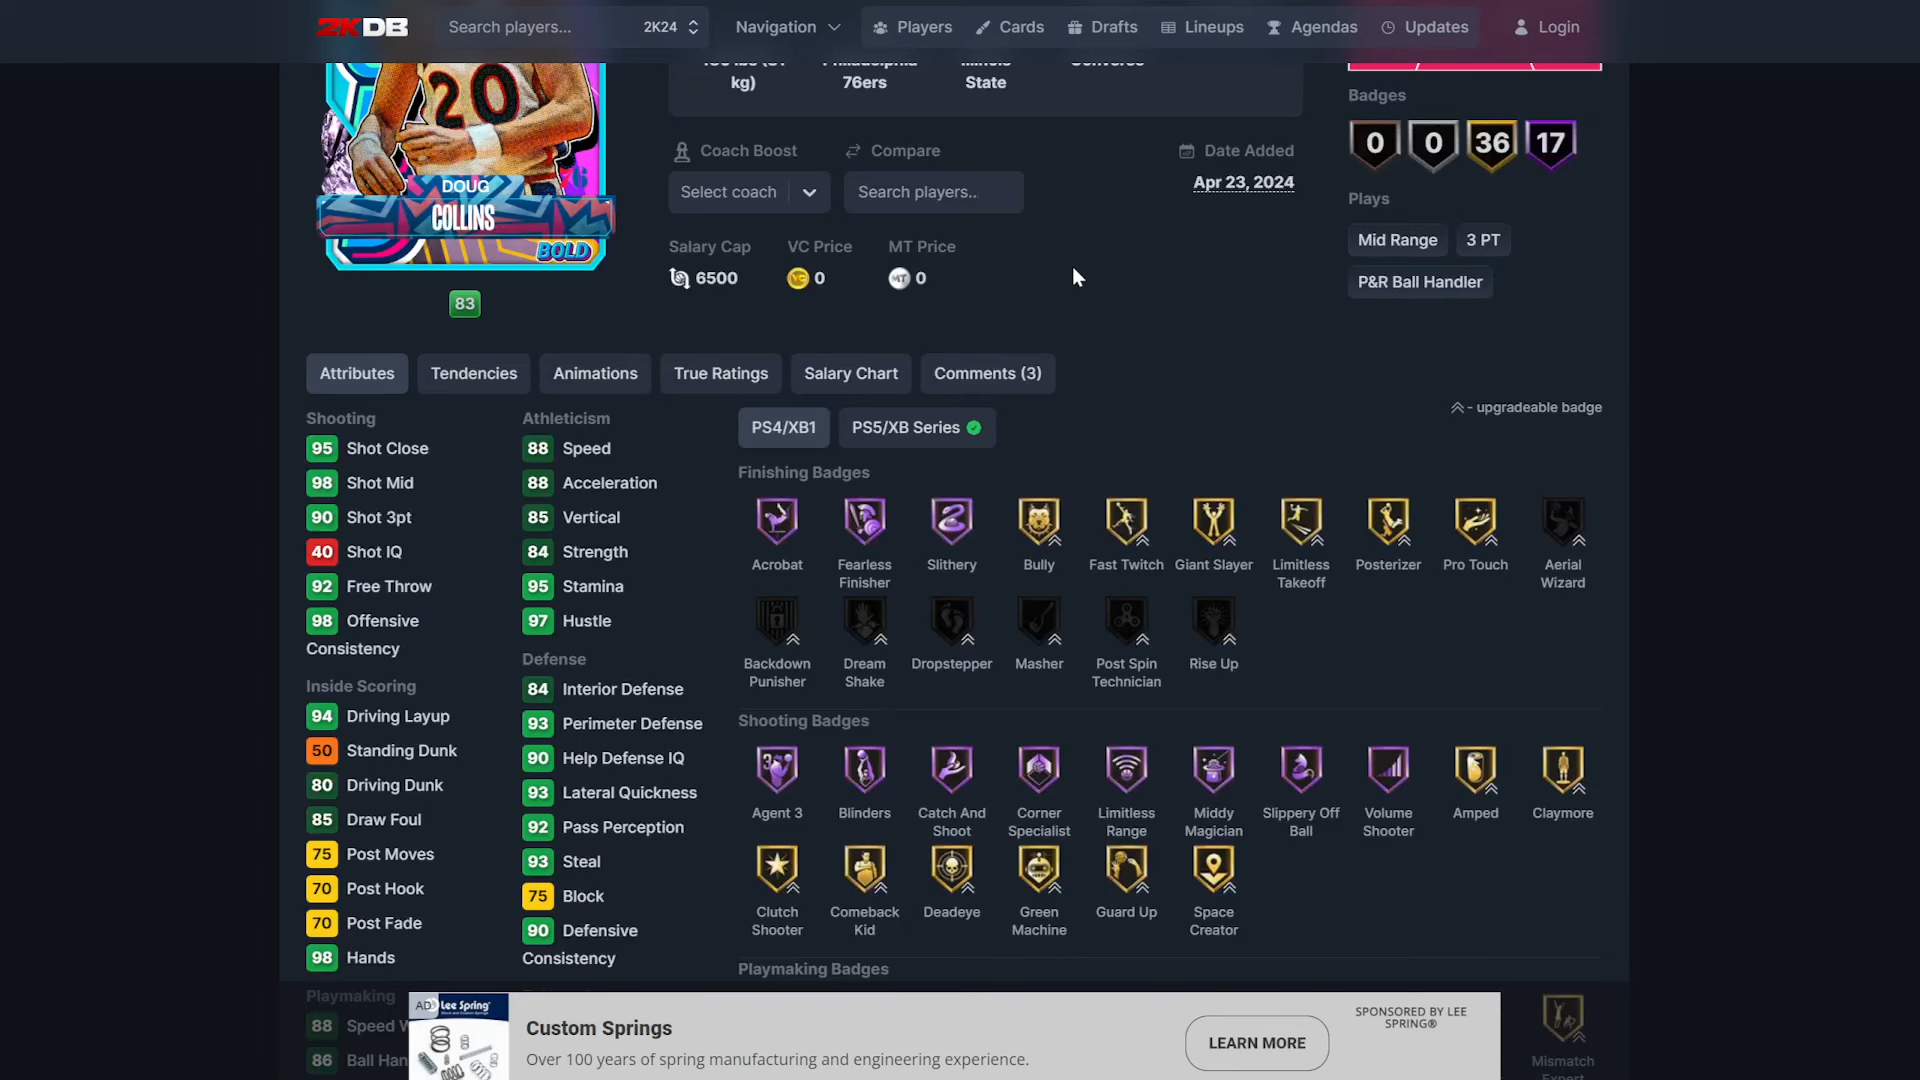 2KDB
Search players...
2K24
Navigation
Players
Cards
Drafts
Lineups
Agendas
Updates
Login
20
DOUG
COLLINS
BOLD
83
kg)
Philadelphia
76ers
Illinois
State
Converse
Coach Boost
Compare
Select coach
Search players..
Date Added
Apr 23, 2024
Salary Cap
VC Price
MT Price
6500
VC 0
MT 0
Badges
0 0 36 17
Plays
Mid Range
3 PT
P&R Ball Handler
Attributes
Tendencies
Animations
True Ratings
Salary Chart
Comments (3)
Shooting
95 Shot Close
98 Shot Mid
90 Shot 3pt
40 Shot IQ
92 Free Throw
98 Offensive
Consistency
Inside Scoring
94 Driving Layup
50 Standing Dunk
80 Driving Dunk
85 Draw Foul
75 Post Moves
70 Post Hook
70 Post Fade
98 Hands
Playmaking
88 Speed W
86 Ball Han
Athleticism
88 Speed
88 Acceleration
85 Vertical
84 Strength
95 Stamina
97 Hustle
Defense
84 Interior Defense
93 Perimeter Defense
90 Help Defense IQ
93 Lateral Quickness
92 Pass Perception
93 Steal
75 Block
90 Defensive
Consistency
PS4/XB1
PS5/XB Series
- upgradeable badge
Finishing Badges
Acrobat
Fearless
Finisher
Slithery
Bully
Fast Twitch
Giant Slayer
Limitless
Takeoff
Posterizer
Pro Touch
Aerial
Wizard
Backdown
Punisher
Dream
Shake
Dropstepper
Masher
Post Spin
Technician
Rise Up
Shooting Badges
Agent 3
Blinders
Catch And
Shoot
Corner
Specialist
Limitless
Range
Middy
Magician
Slippery Off
Ball
Volume
Shooter
Amped
Claymore
Clutch
Shooter
Comeback
Kid
Deadeye
Green
Machine
Guard Up
Space
Creator
Playmaking Badges
Mismatch
Expert
AD
Lee Spring
Custom Springs
Over 100 years of spring manufacturing and engineering experience.
LEARN MORE
SPONSORED BY LEE
SPRING®